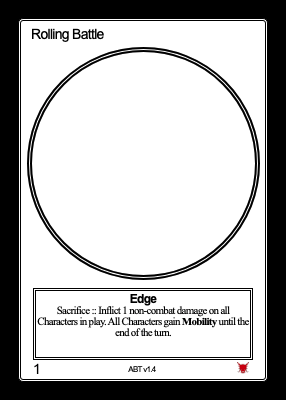 Rolling Battle
Edge
Sacrifice :: Inflict 1 non-combat damage on all
Characters in play. All Characters gain Mobility until the
end of the turn.
1
ABT v1.4